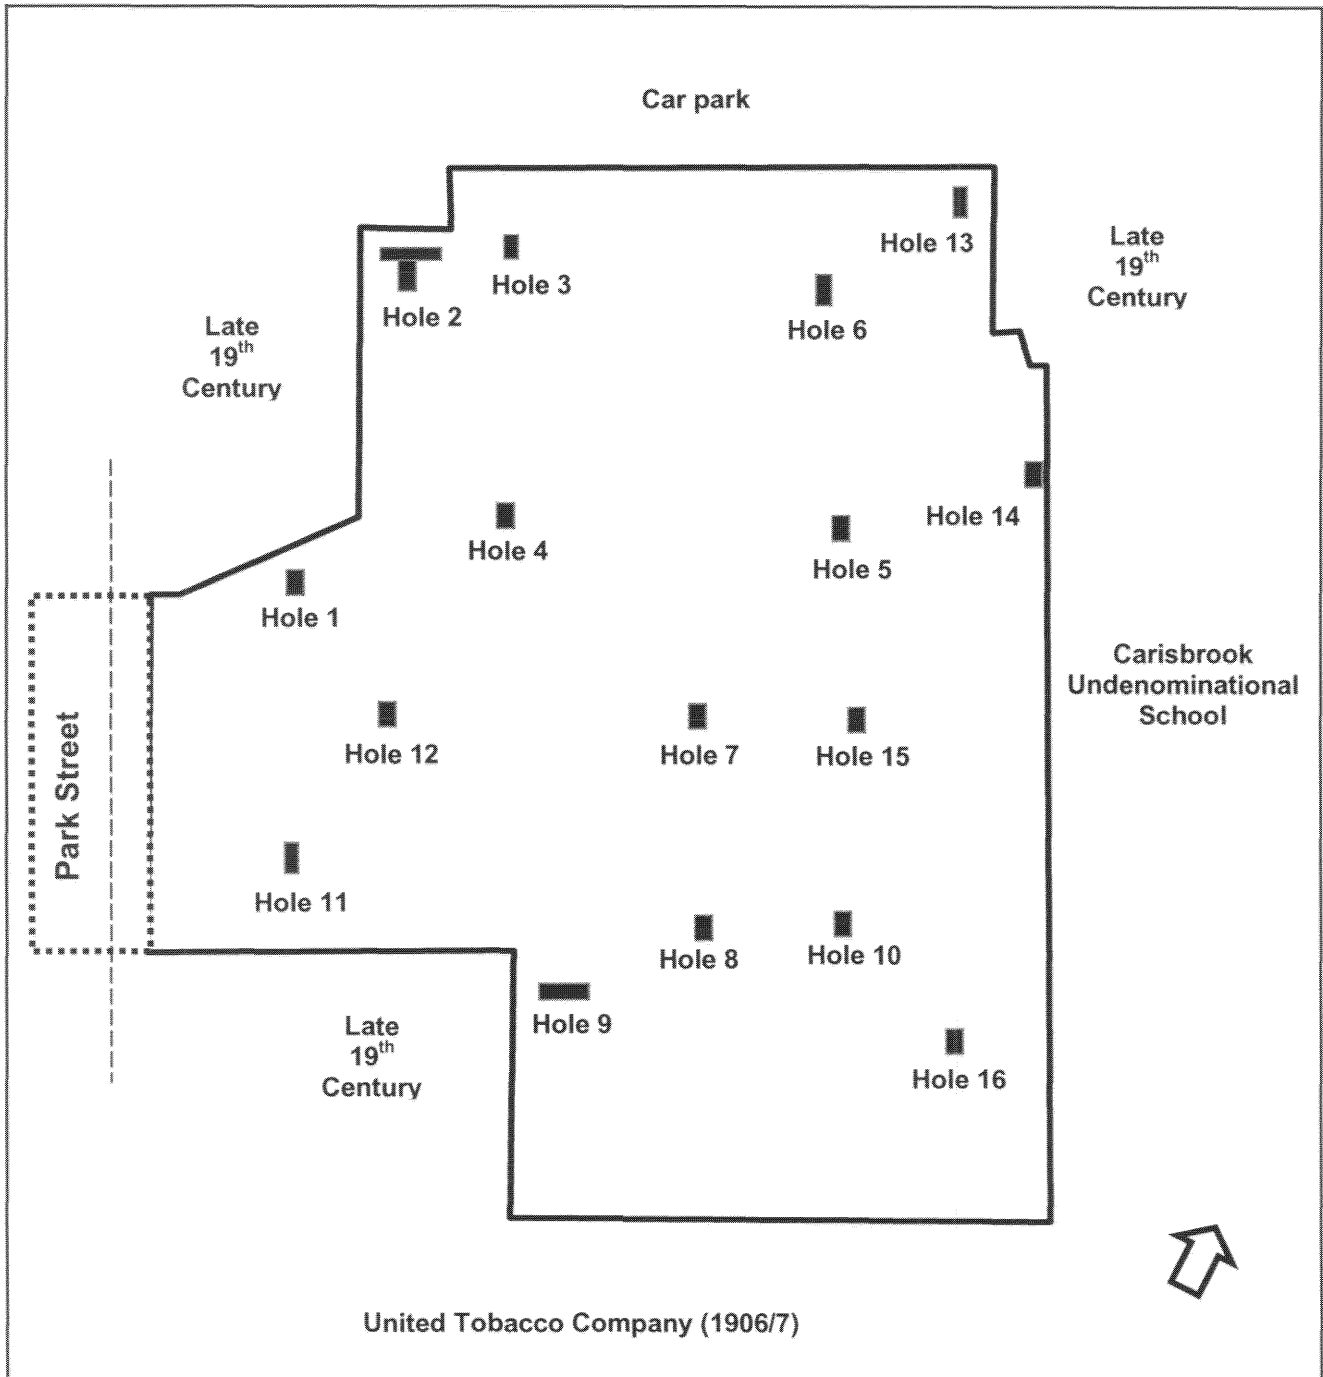 Car park
Hole 13
Late
19th
Century
Hole 3
Hole 2
Hole 6
Late
19th
Century
Hole 14
Hole 4
Hole 5
Hole 1
Carisbrook
Undenominational
School
Park Street
Hole 12
Hole 7
Hole 15
Hole 11
Hole 8
Hole 10
Late
19th
Century
Hole 9
Hole 16
United Tobacco Company (1906/7)